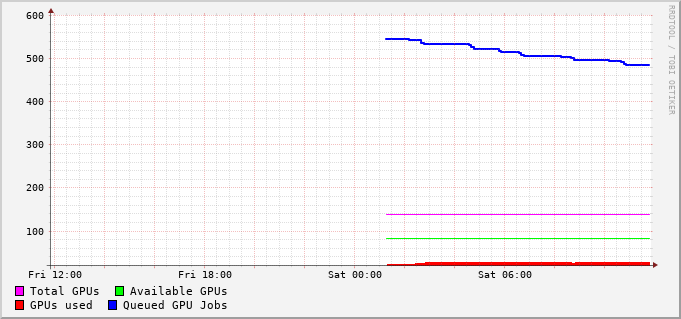 600
500
400
300
200
100
Fri 12:00 Fri 18:00 Sat 00:00 Sat 06:00
Total GPUs Available GPUs
GPUs used Queued GPU Jobs
RRDTOOL / TOBI OETIKER